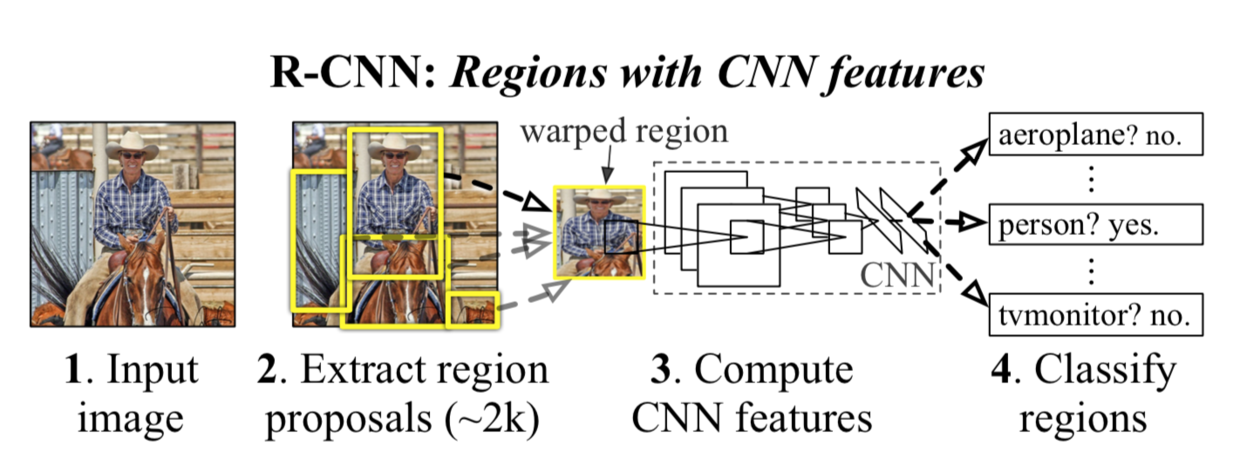 R-CNN: Regions with CNN features
warped region
aeroplane? no.
person? yes.
CNN
tvmonitor? no.
1. Input
image
2. Extract region
proposals (~2k)
3. Compute
CNN features
4. Classify
regions